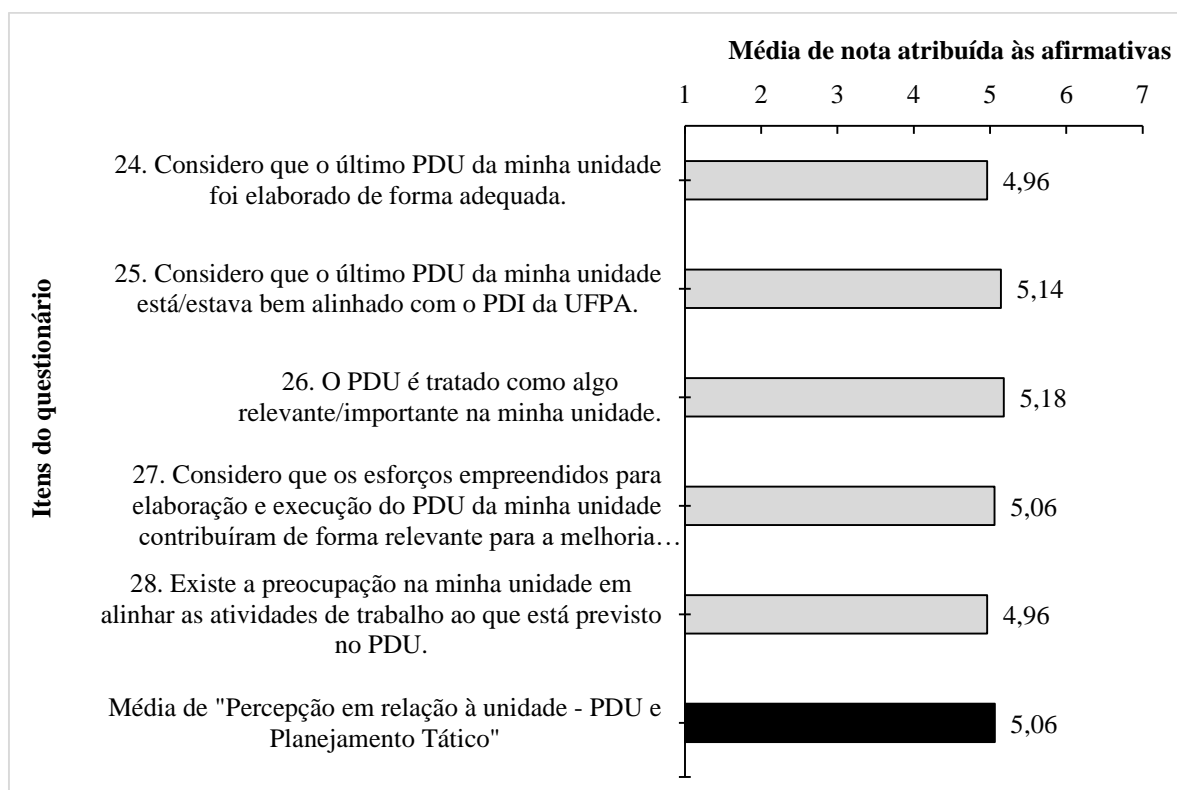 Média de nota atribuída às afirmativas
1 2 3 4 5 6 7
Itens do questionário
24. Considero que o último PDU da minha unidade
foi elaborado de forma adequada.
4,96
25. Considero que o último PDU da minha unidade
está/estava bem alinhado com o PDI da UFPA.
5,14
26. O PDU é tratado como algo
relevante/importante na minha unidade.
5,18
27. Considero que os esforços empreendidos para
elaboração e execução do PDU da minha unidade
contribuíram de forma relevante para a melhoria…
5,06
28. Existe a preocupação na minha unidade em
alinhar as atividades de trabalho ao que está previsto
no PDU.
4,96
Média de "Percepção em relação à unidade - PDU e
Planejamento Tático"
5,06